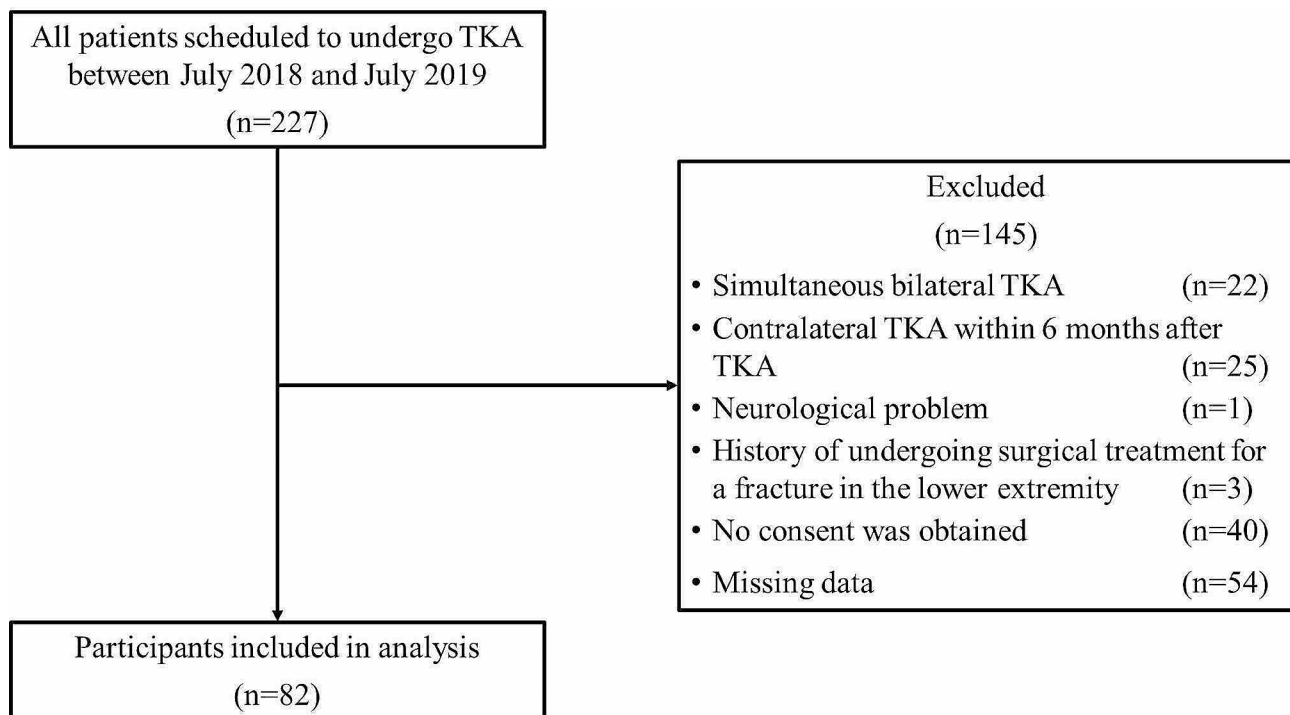 All patients scheduled to undergo TKA
between July 2018 and July 2019
(n=227)
Excluded
(n=145)
• Simultaneous bilateral TKA (n=22)
• Contralateral TKA within 6 months after
TKA (n=25)
• Neurological problem (n=1)
• History of undergoing surgical treatment for
a fracture in the lower extremity (n=3)
• No consent was obtained (n=40)
• Missing data (n=54)
Participants included in analysis
(n=82)